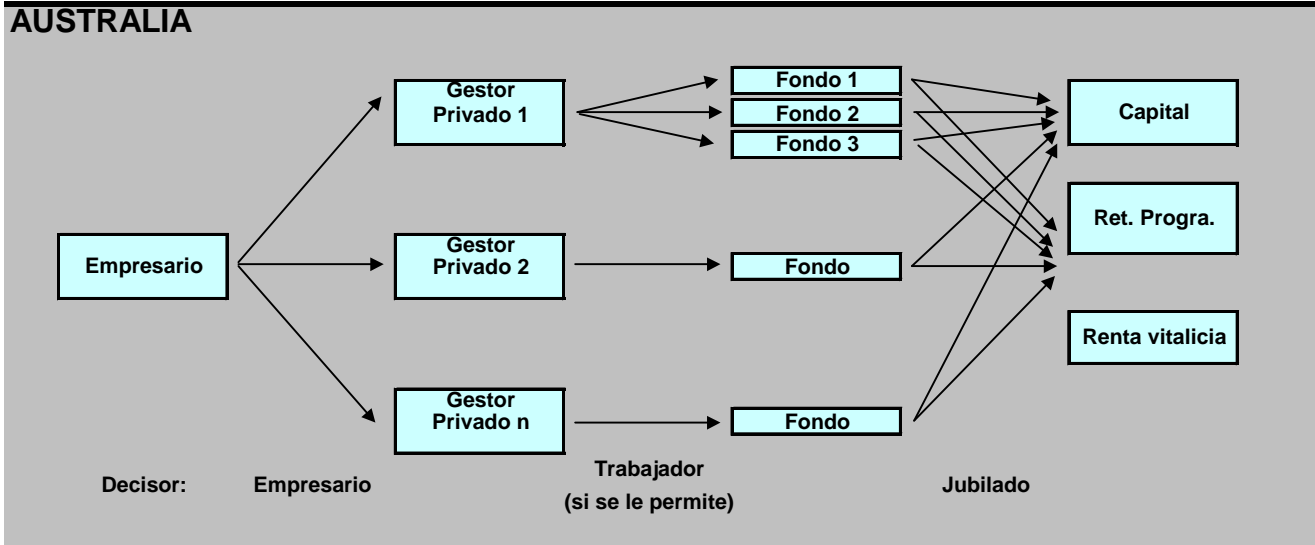 AUSTRALIA
Gestor
Privado 1
Fondo 1
Fondo 2
Fondo 3
Capital
Ret. Progra.
Empresario
Gestor
Privado 2
Fondo
Renta vitalicia
Gestor
Privado n
Fondo
Decisor:
Empresario
Trabajador
(si se le permite)
Jubilado